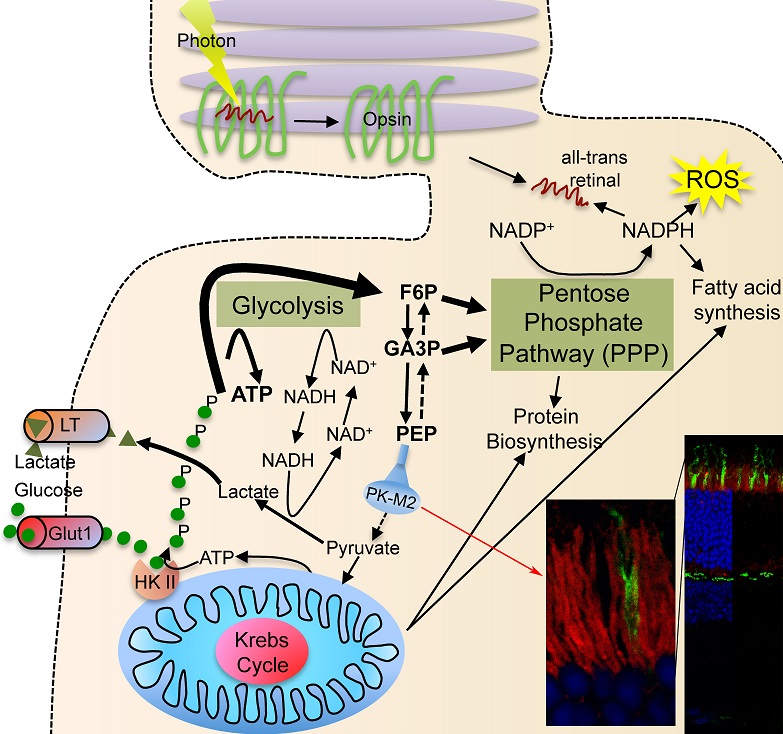 Photon
Opsin
all-trans
retinal
ROS
NADP+
NADPH
Fatty acid
synthesis
Glycolysis
F6P
Pentose
Phosphate
Pathway (PPP)
GA3P
ATP
NAD+
NADH
P
P
NAD+
PEP
Protein
Biosynthesis
LT
Lactate
NADH
P
Glucose
Lactate
PK-M2
P
Glut1
P
Pyruvate
ATP
HK II
Krebs
Cycle